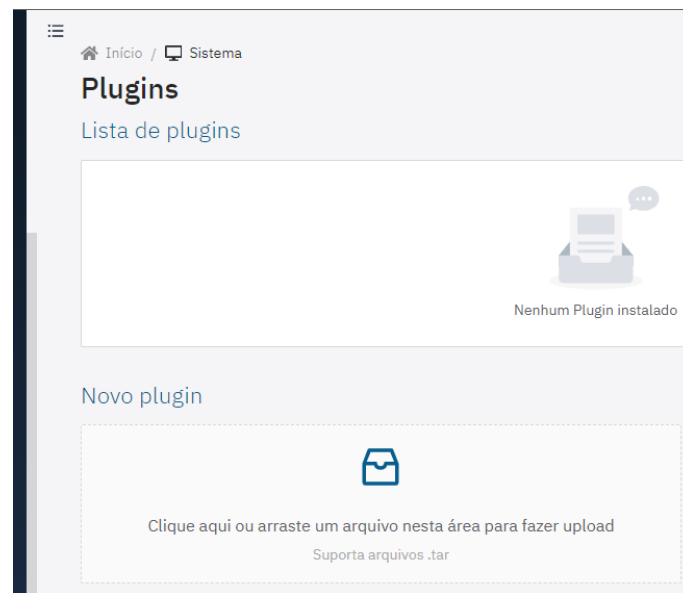 Início / Sistema
Plugins
Lista de plugins
Nenhum Plugin instalado
Novo plugin
Clique aqui ou arraste um arquivo nesta área para fazer upload
Suporta arquivos .tar